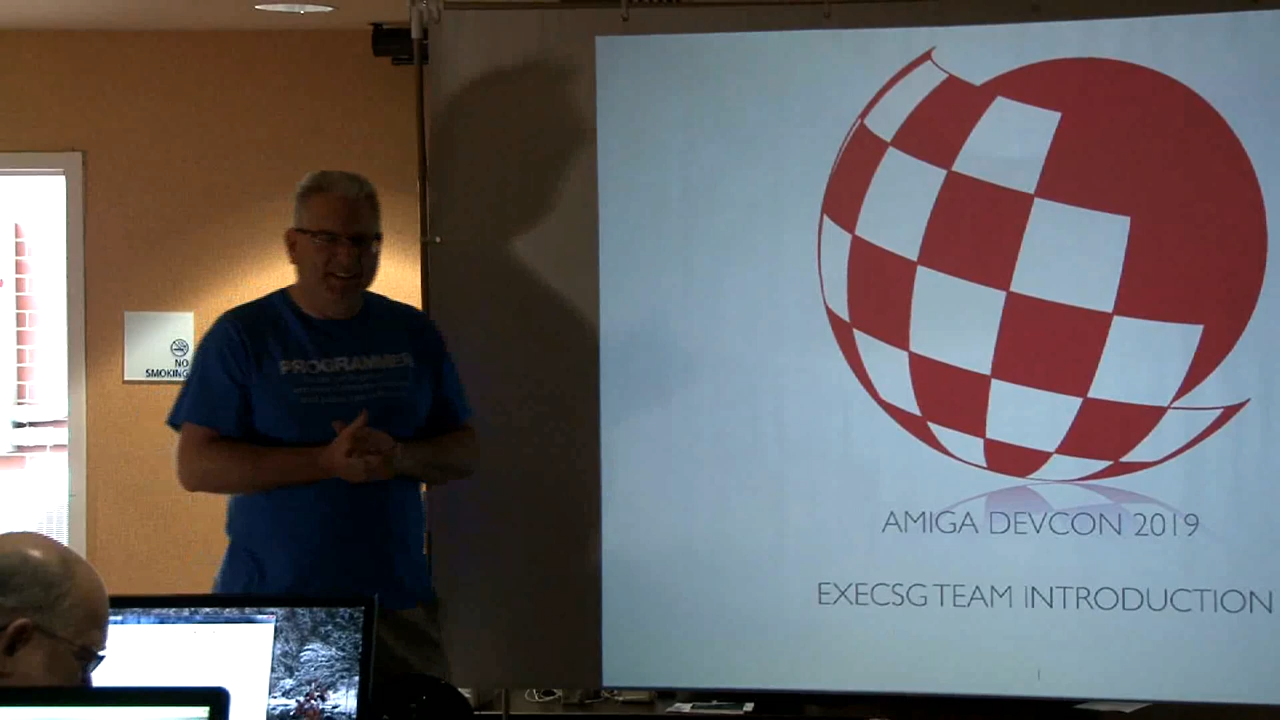 NO
SMOKING
PROGRAMMER
AMIGA DEVCON 2019
EXECSG TEAM INTRODUCTION